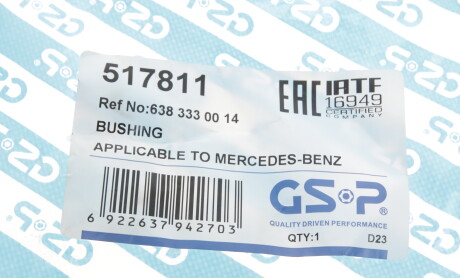 517811
Ref No:638 333 00 14
BUSHING
APPLICABLE TO MERCEDES-BENZ
EAC
IATF
16949
CERTIFIED
COMPANY
6 922637 942703
GSP®
QUALITY DRIVEN PERFORMANCE
QTY:1 D23